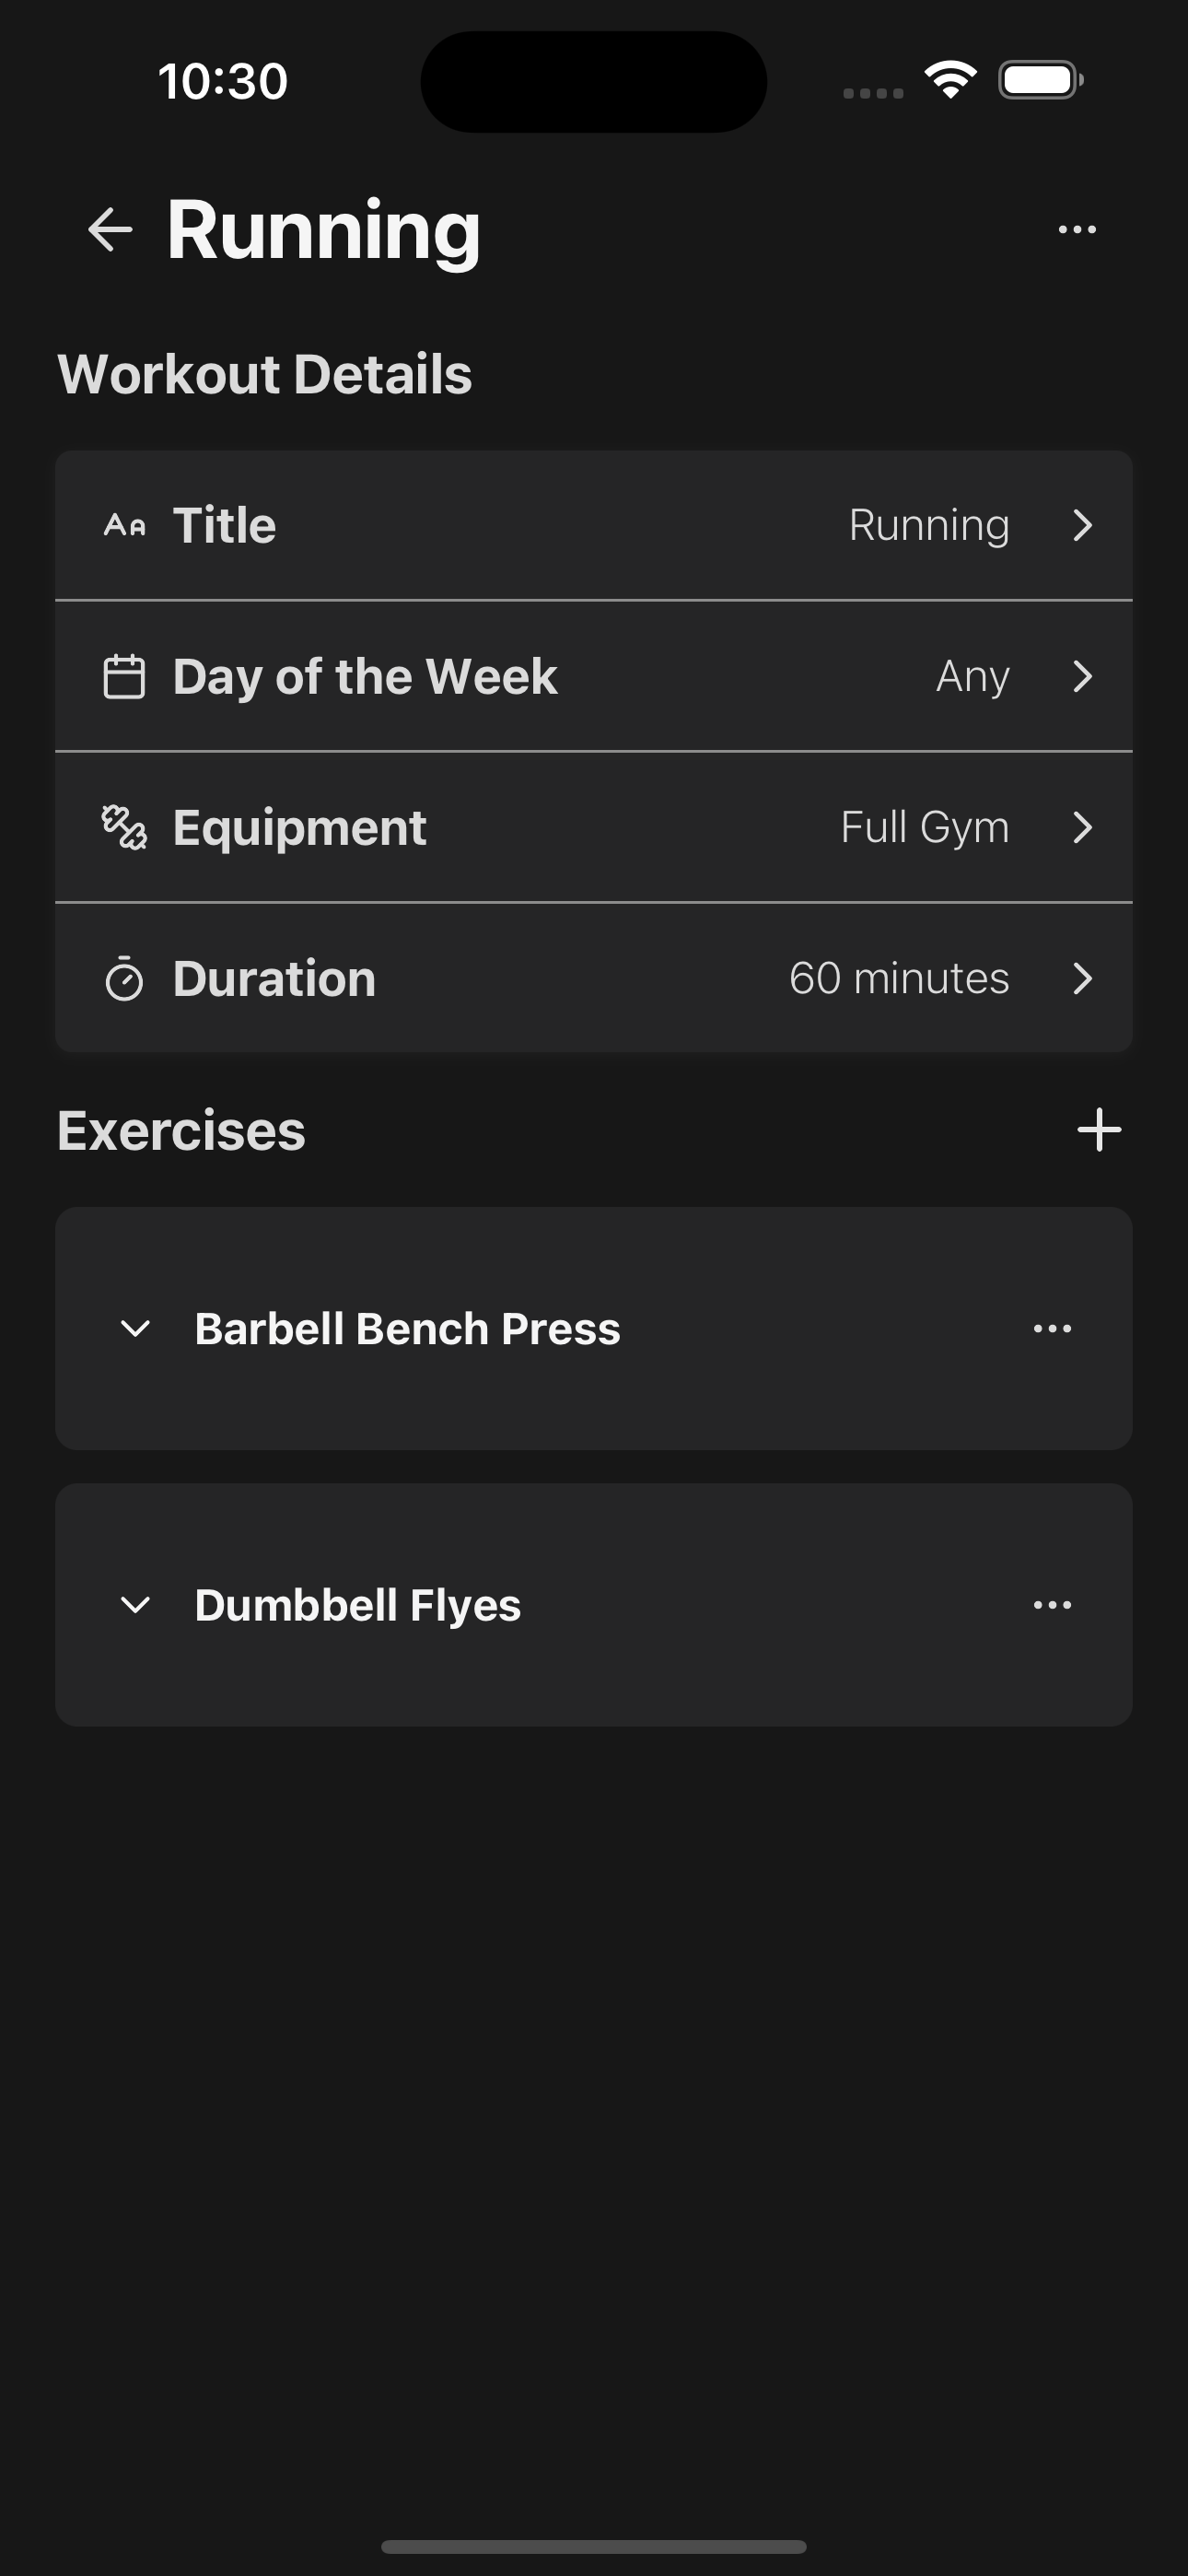 10:30
Running
Workout Details
Title Running
Day of the Week Any
Equipment Full Gym
Duration 60 minutes
Exercises
Barbell Bench Press
Dumbbell Flyes